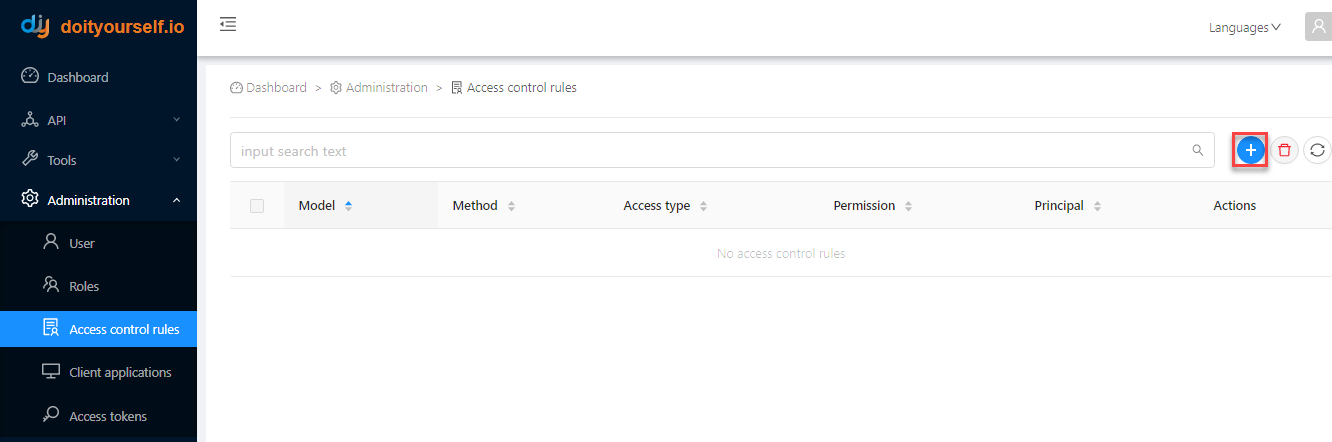 diy doityourself.io
Languages
Dashboard
API
Tools
Administration
User
Roles
Access control rules
Client applications
Access tokens
Dashboard > Administration > Access control rules
input search text
Model Method Access type Permission Principal Actions
No access control rules